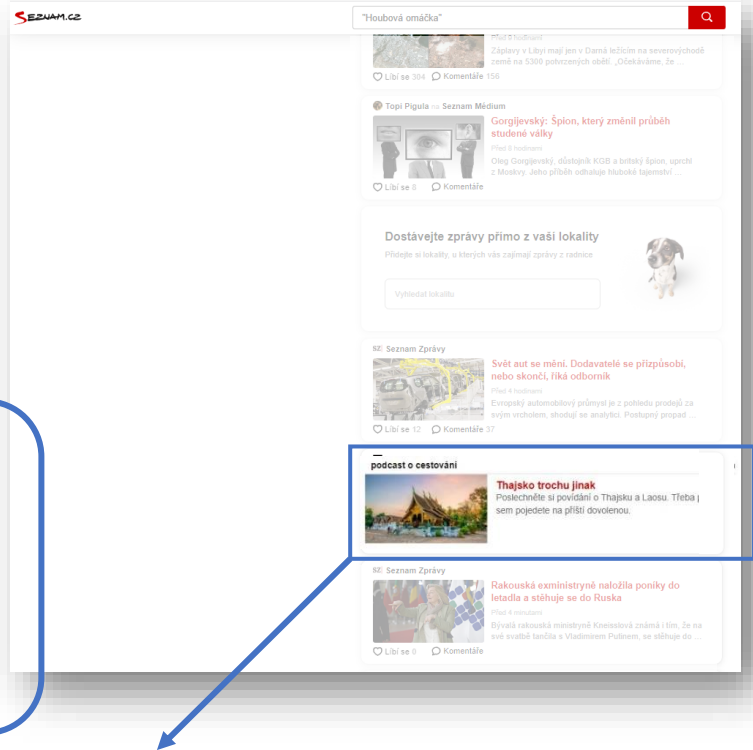 SEZNAM.CZ
"Houbová omáčka"
Před 9 hodinami
Záplavy v Libyi mají jen v Darná ležícím na severovýchodě
země na 5300 potvrzených obětí. „Očekáváme, že ...
Líbí se 304 Komentáře 156
Topi Pigula na Seznam Médium
Gorgijevský: Špion, který změnil průběh
studené války
Před 8 hodinami
Oleg Gorgijevský, důstojník KGB a britský špion, uprchl
z Moskvy. Jeho příběh odhaluje hluboké tajemství ...
Líbí se 8 Komentáře
Dostávejte zprávy přímo z vaší lokality
Přidejte si lokality, u kterých vás zajímají zprávy z radnice
Vyhledat lokalitu
SZ Seznam Zprávy
Svět aut se mění. Dodavatelé se přizpůsobí,
nebo skončí, říká odborník
Před 4 hodinami
Evropský automobilový průmysl je z pohledu prodejů za
svým vrcholem, shodují se analytici. Postupný propad ...
Líbí se 12 Komentáře 37
podcast o cestování
Thajsko trochu jinak
Poslechněte si povídání o Thajsku a Laosu. Třeba
sem pojedete na příští dovolenou.
SZ Seznam Zprávy
Rakouská exministryně naložila poníky do
letadla a stěhuje se do Ruska
Před 4 minutami
Bývalá rakouská ministryně Kneisslová známá i tím, že na
své svatbě tančila s Vladimirem Putinem, se stěhuje do ...
Líbí se 8 Komentáře